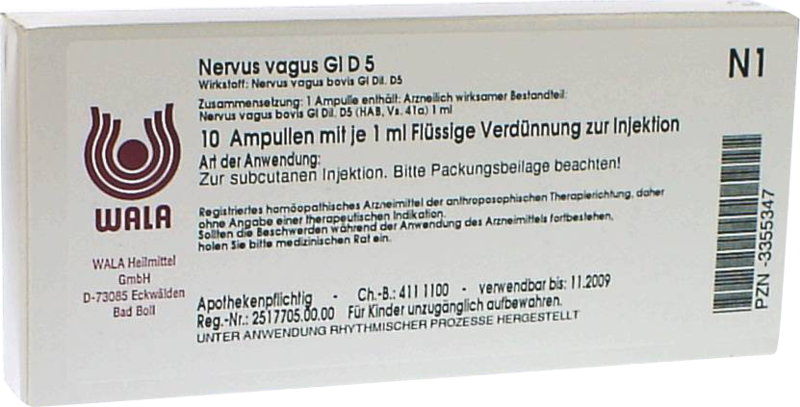 Nervus vagus GI D 5
Wirkstoff: Nervus vagus bovis GI Dil. D5
N1
Zusammensetzung: 1 Ampulle enthält: Arzneilich wirksamer Bestandteil:
Nervus vagus bovis GI Dil. D5 (HAB, Vs. 41a) 1 ml
10 Ampullen mit je 1 ml Flüssige Verdünnung zur Injektion
Art der Anwendung:
Zur subcutanen Injektion. Bitte Packungsbeilage beachten!
Registriertes homöopathisches Arzneimittel der anthroposophischen Therapierichtung, daher
ohne Angabe einer therapeutischen Indikation.
Sollten die Beschwerden während der Anwendung des Arzneimittels fortbestehen,
holen Sie bitte medizinischen Rat ein.
WALA
WALA Heilmittel
GmbH
D-73085 Eckwälden
Bad Boll
Apothekenpflichtig - Ch.-B.: 411 1100 - verwendbar bis: 11.2009
Reg.-Nr.: 2517705.00.00 Für Kinder unzugänglich aufbewahren.
UNTER ANWENDUNG RHYTHMISCHER PROZESSE HERGESTELLT
PZN -3355347